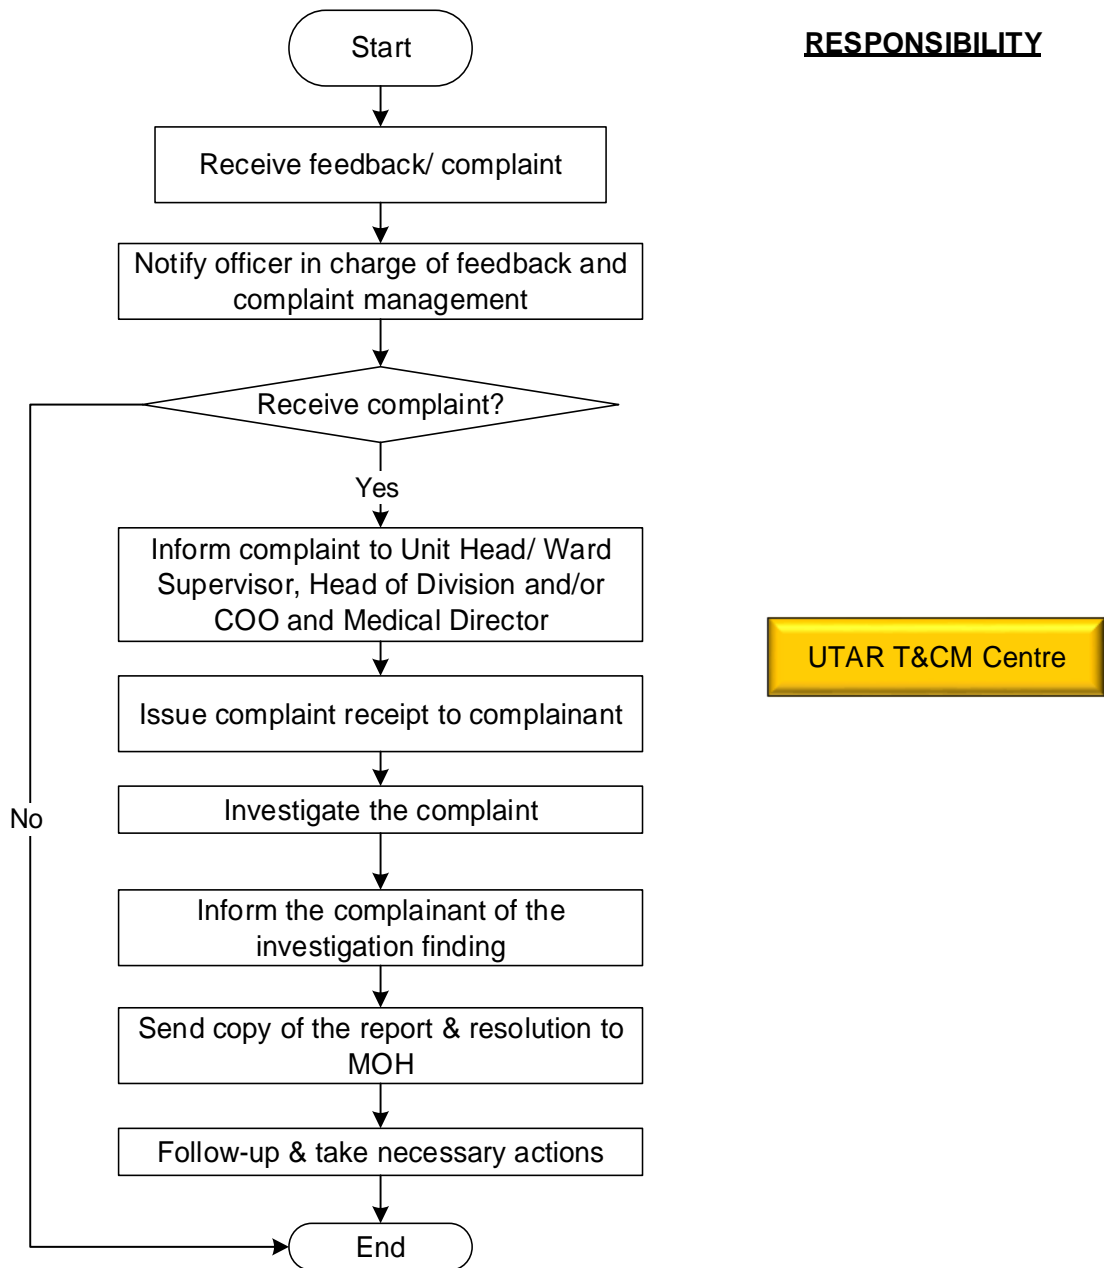 Start
RESPONSIBILITY
Receive feedback/ complaint
Notify officer in charge of feedback and
complaint management
Receive complaint?
Yes
Inform complaint to Unit Head/ Ward
Supervisor, Head of Division and/or
COO and Medical Director
UTAR T&CM Centre
Issue complaint receipt to complainant
Investigate the complaint
No
Inform the complainant of the
investigation finding
Send copy of the report & resolution to
MOH
Follow-up & take necessary actions
End